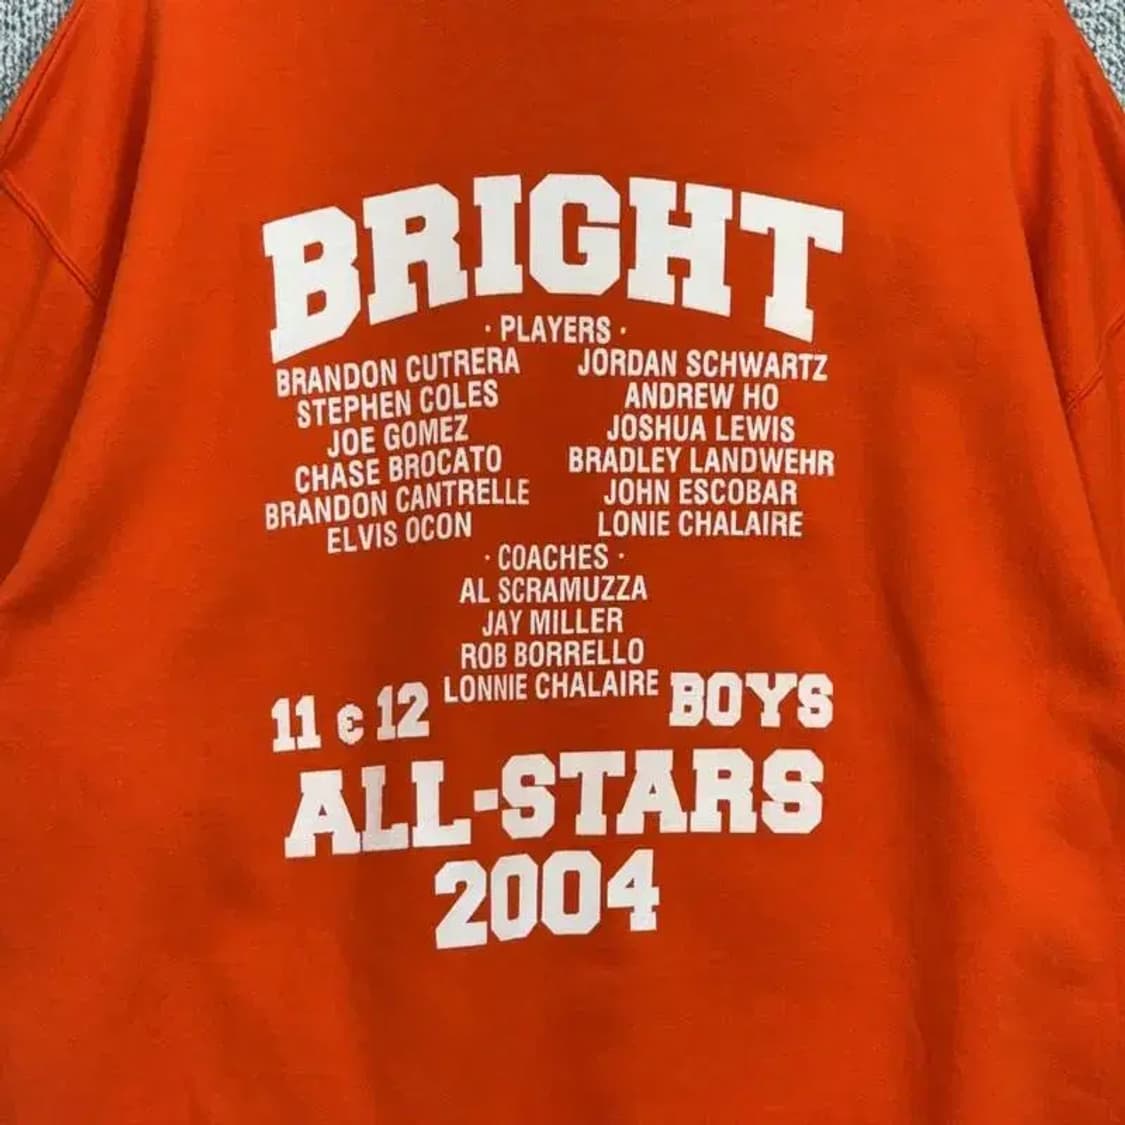 BRIGHT
· PLAYERS ·
BRANDON CUTRERA
STEPHEN COLES
JOE GOMEZ
CHASE BROCATO
BRANDON CANTRELLE
ELVIS OCON
JORDAN SCHWARTZ
ANDREW HO
JOSHUA LEWIS
BRADLEY LANDWEHR
JOHN ESCOBAR
LONIE CHALAIRE
· COACHES ·
AL SCRAMUZZA
JAY MILLER
ROB BORRELLO
LONNIE CHALAIRE
11 & 12 BOYS
ALL-STARS
2004